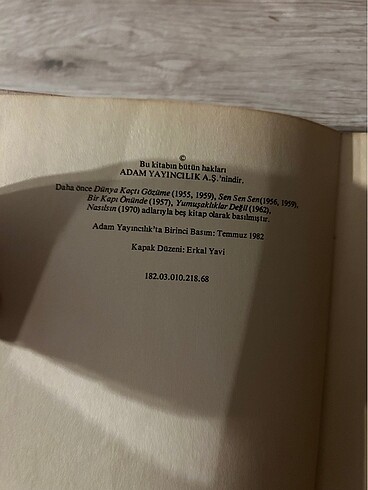 ©
Bu kitabın bütün hakları
ADAM YAYINCILIK A.Ş.'nindir.
Daha önce Dünya Kaçtı Gözüme (1955, 1959), Sen Sen Sen (1956, 1959),
Bir Kapı Önünde (1957), Yumuşaklıklar Değil (1962),
Nasılsın (1970) adlarıyla beş kitap olarak basılmıştır.
Adam Yayıncılık'ta Birinci Basım: Temmuz 1982
Kapak Düzeni: Erkal Yavi
182.03.010.218.68